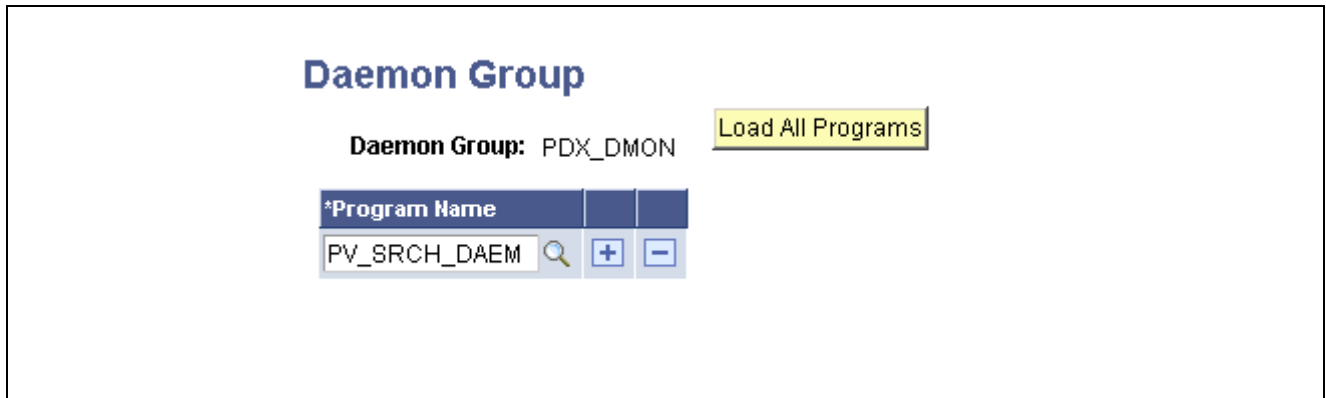 Daemon Group
Daemon Group: PDX_DMON
Load All Programs
*Program Name
PV_SRCH_DAEM